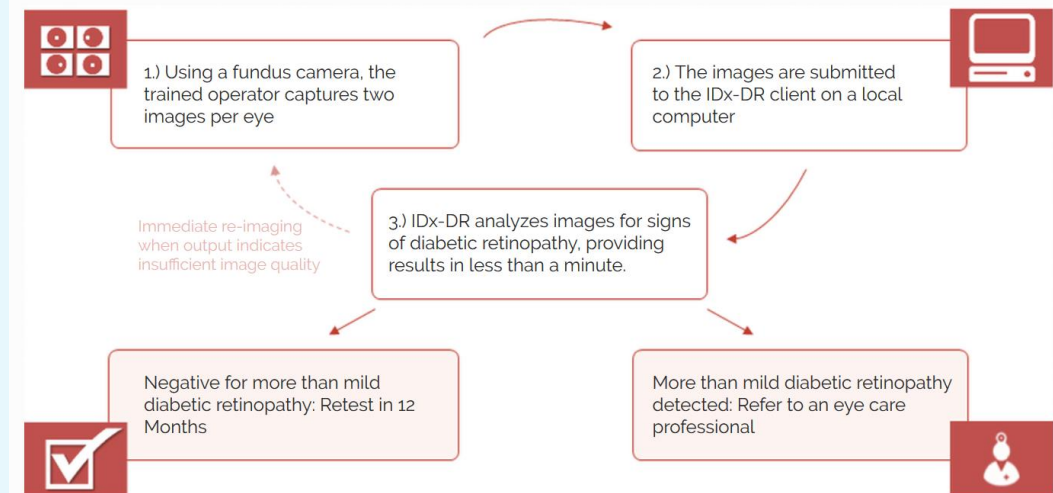 1.) Using a fundus camera, the
trained operator captures two
images per eye
2.) The images are submitted
to the IDx-DR client on a local
computer
Immediate re-imaging
when output indicates
insufficient image quality
3.) IDx-DR analyzes images for signs
of diabetic retinopathy, providing
results in less than a minute.
Negative for more than mild
diabetic retinopathy: Retest in 12
Months
More than mild diabetic retinopathy
detected: Refer to an eye care
professional